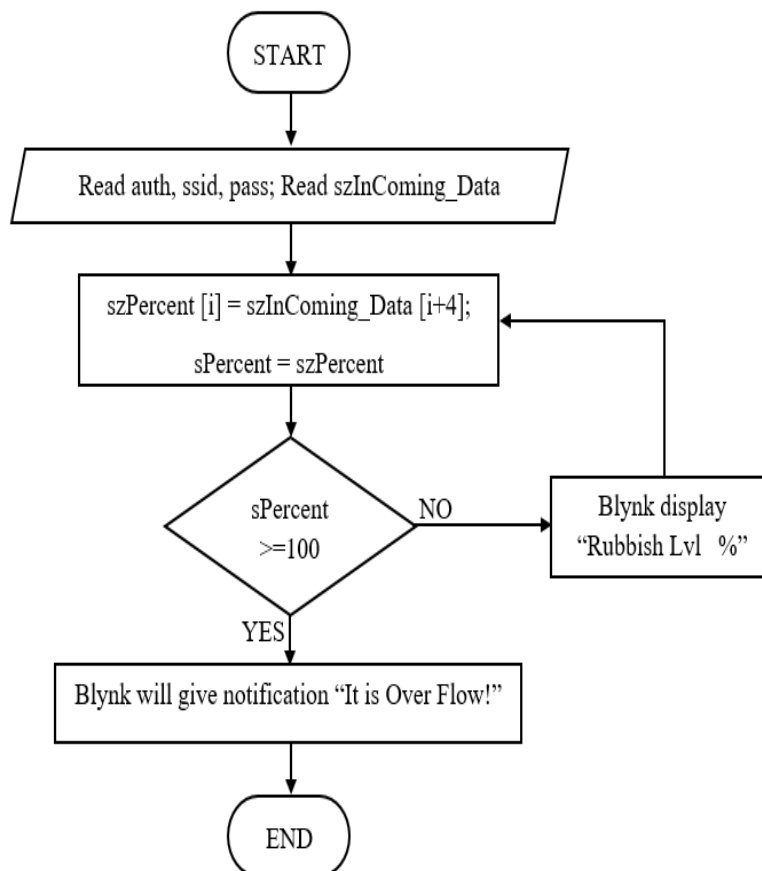 START
Read auth, ssid, pass; Read szInComing_Data
szPercent [i] = szInComing_Data [i+4];
sPercent = szPercent
sPercent
>=100
NO
Blynk display
“Rubbish Lvl   %”
YES
Blynk will give notification “It is Over Flow!”
END